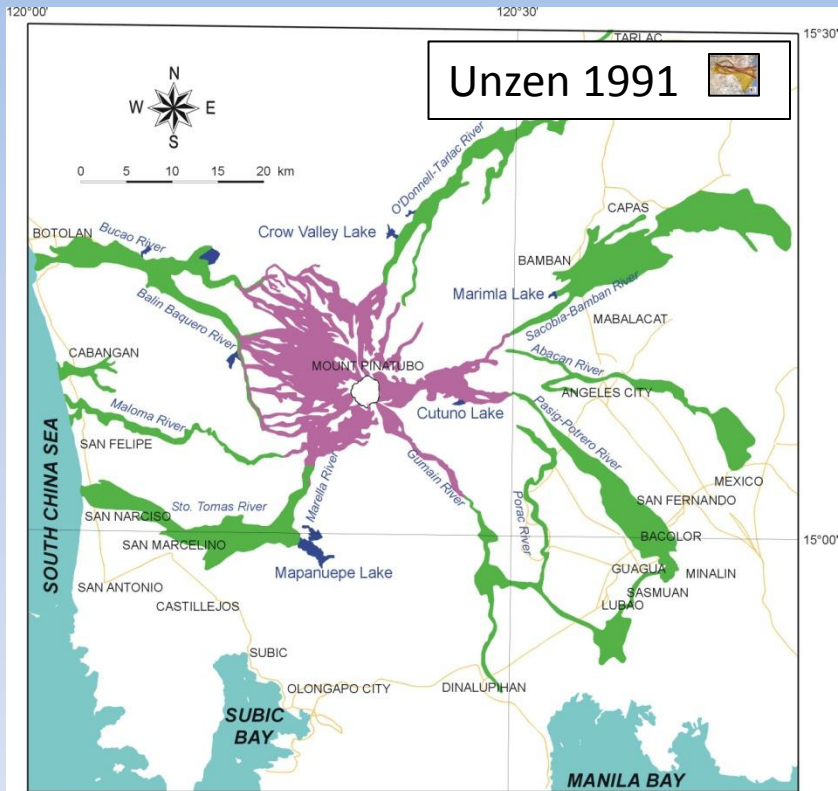 120°00'
120°30'
15°30'
TARLAC
Unzen 1991
N
W E
S
0 5 10 15 20 km
O'Donnell-Tarlac River
CAPAS
BOTOLAN
Bucao River
Crow Valley Lake
BAMBAN
Marimla Lake
Balin Baquero River
Sacobia-Bamban River
MABALACAT
CABANGAN
MOUNT PINATUBO
Abacan River
ANGELES CITY
Maloma River
Cutuno Lake
Pasig-Potrero River
SAN FELIPE
Gumain River
MEXICO
Marella River
SAN FERNANDO
Sto. Tomas River
Porac River
SAN NARCISO
BACOLOR
SAN MARCELINO
15°00'
SOUTH CHINA SEA
GUAGUA
MINALIN
Mapanuepe Lake
SAN ANTONIO
SASMUAN
LUBAO
CASTILLEJOS
SUBIC
OLONGAPO CITY
DINALUPIHAN
SUBIC
BAY
MANILA BAY